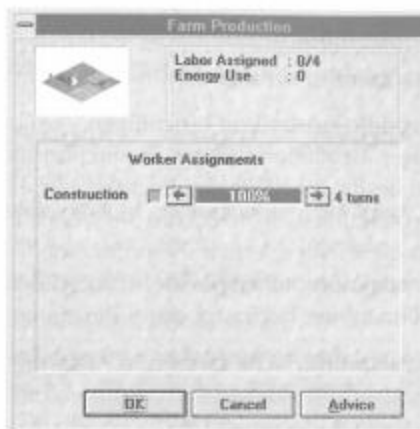 Farm Production
Labor Assigned : 0/4
Energy Use : 0
Worker Assignments
Construction 100% 4 turns
OK Cancel Advice